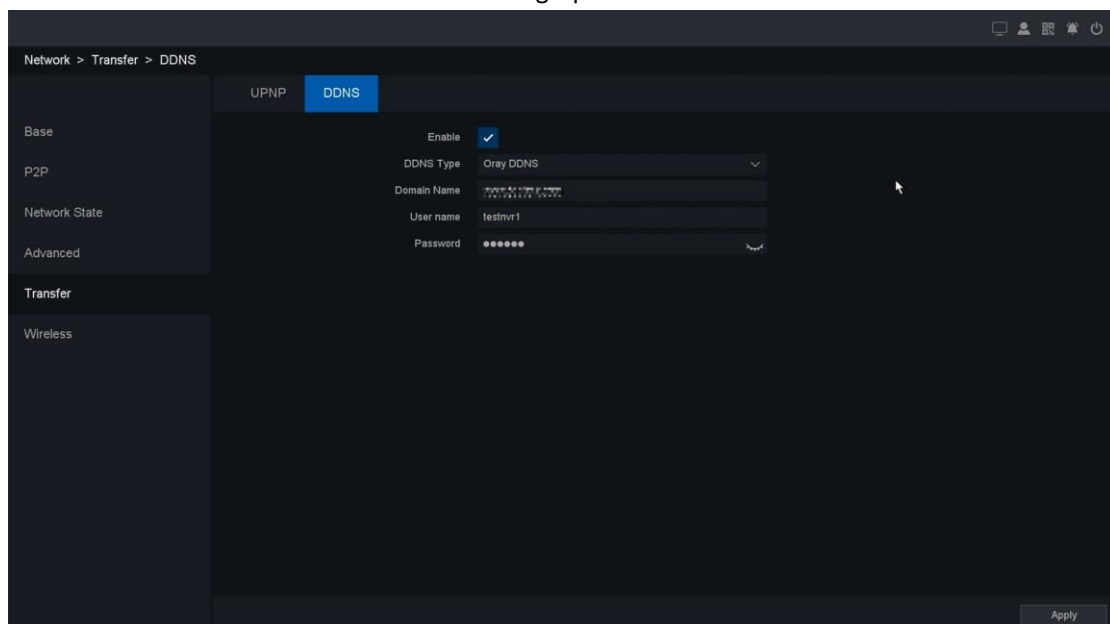 Network > Transfer > DDNS
UPNP DDNS
Base
P2P
Network State
Advanced
Transfer
Wireless
Enable
DDNS Type Oray DDNS
Domain Name
User name testnvr1
Password ●●●●●●
Apply